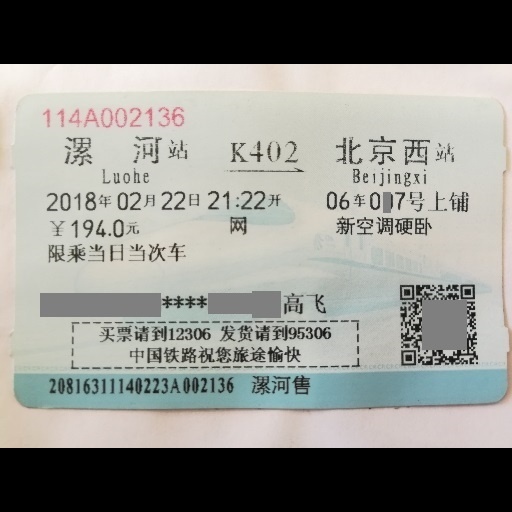 114A002136
漯河站 K402 北京西站
Luohe Beijingxi
2018年02月22日21:22开 06车0 7号上铺
￥194.0元 网 新空调硬卧
限乘当日当次车
**** 高飞
买票请到12306 发货请到95306
中国铁路祝您旅途愉快
20816311140223A002136 漯河售